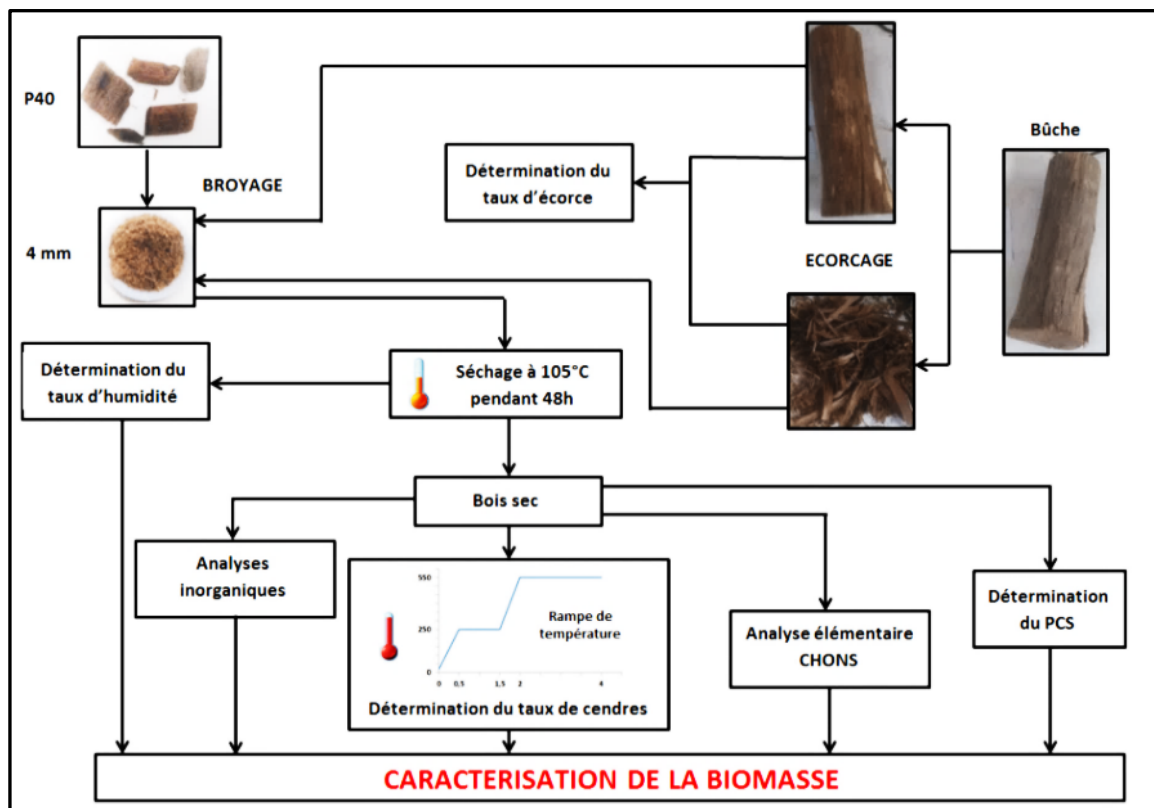 P40
BROYAGE
4 mm
Détermination du
taux d'écorce
Bûche
ECORCAGE
Détermination du
taux d'humidité
Séchage à 105°C
pendant 48h
Bois sec
Analyses
inorganiques
550
250
0
0
0,5
1,5
2
4
Rampe de
température
Détermination du taux de cendres
Analyse élémentaire
CHONS
Détermination
du PCS
CARACTERISATION DE LA BIOMASSE